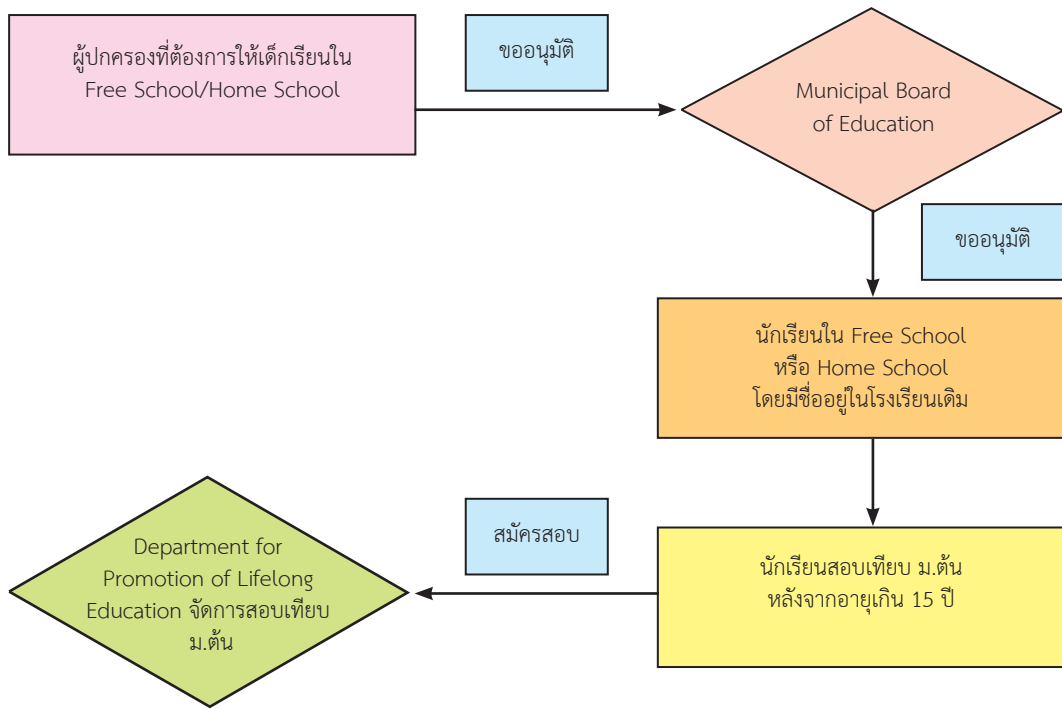 ผู้ปกครองที่ต้องการให้เด็กเรียนใน
Free School/Home School
ขออนุมัติ
Municipal Board
of Education
ขออนุมัติ
นักเรียนใน Free School
หรือ Home School
โดยมีชื่ออยู่ในโรงเรียนเดิม
นักเรียนสอบเทียบ ม.ต้น
หลังจากอายุเกิน 15 ปี
สมัครสอบ
Department for
Promotion of Lifelong
Education จัดการสอบเทียบ
ม.ต้น